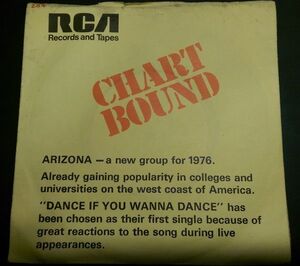 RCA
Records and Tapes
CHART
BOUND
ARIZONA — a new group for 1976.
Already gaining popularity in colleges and
universities on the west coast of America.
"DANCE IF YOU WANNA DANCE" has
been chosen as their first single because of
great reactions to the song during live
appearances.